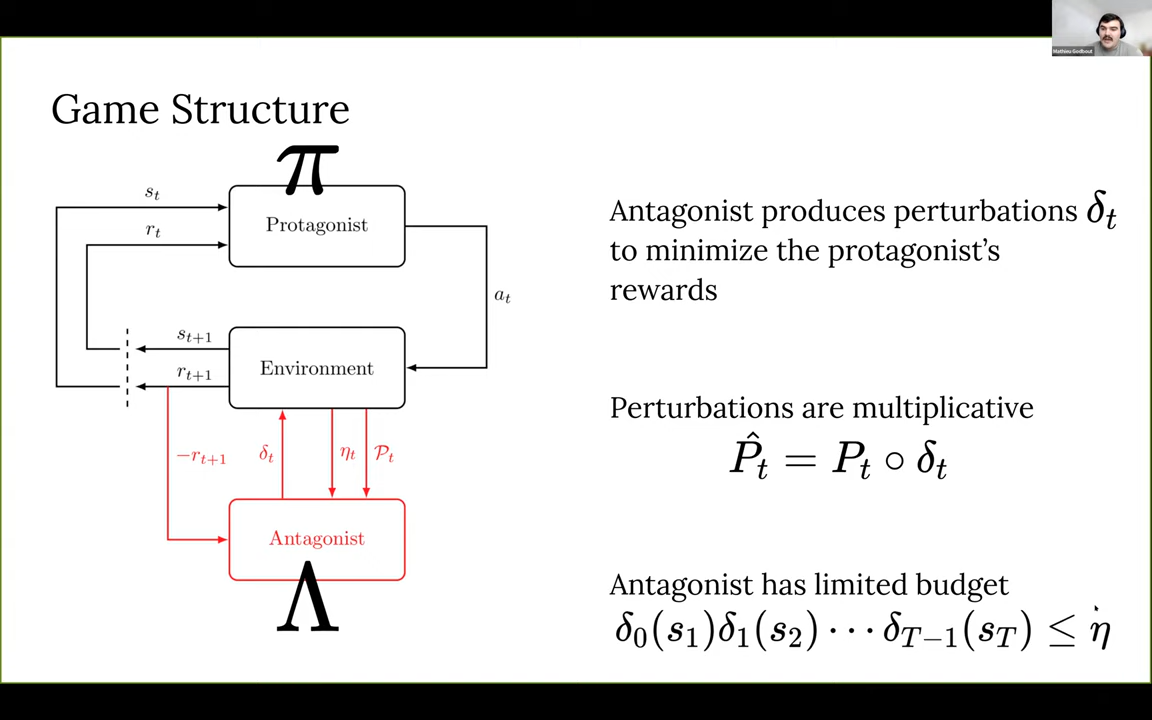 Mathieu Godbout
Game Structure
π
s_t
Protagonist
r_t
a_t
s_{t+1}
Environment
r_{t+1}
-r_{t+1}
δ_t
η_t
𝒫_t
Antagonist
Λ
Antagonist produces perturbations δ_t
to minimize the protagonist's
rewards
Perturbations are multiplicative
P̂_t = P_t ∘ δ_t
Antagonist has limited budget
δ_0(s_1)δ_1(s_2) ⋯ δ_{T−1}(s_T) ≤ η